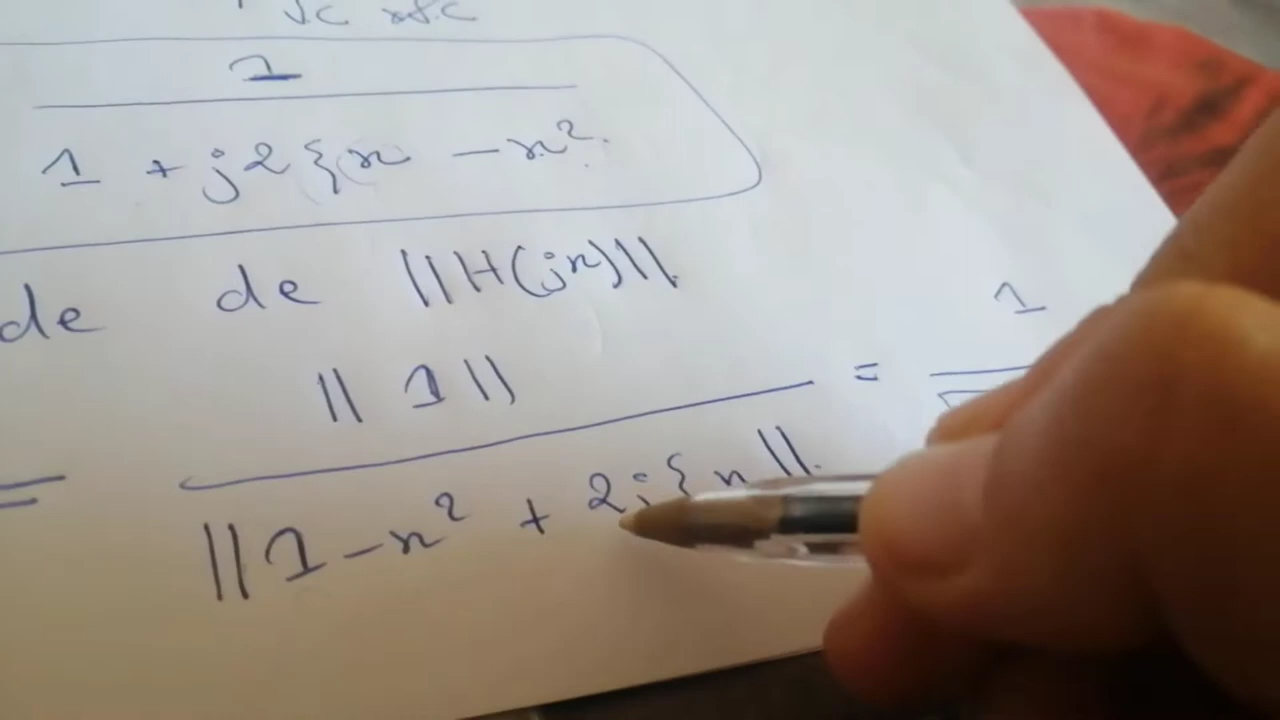 1
1 + j2ξx - x².
de de ||H(jx)||.
|| 1 || = 1
= ||1 - x² + 2jξx||.